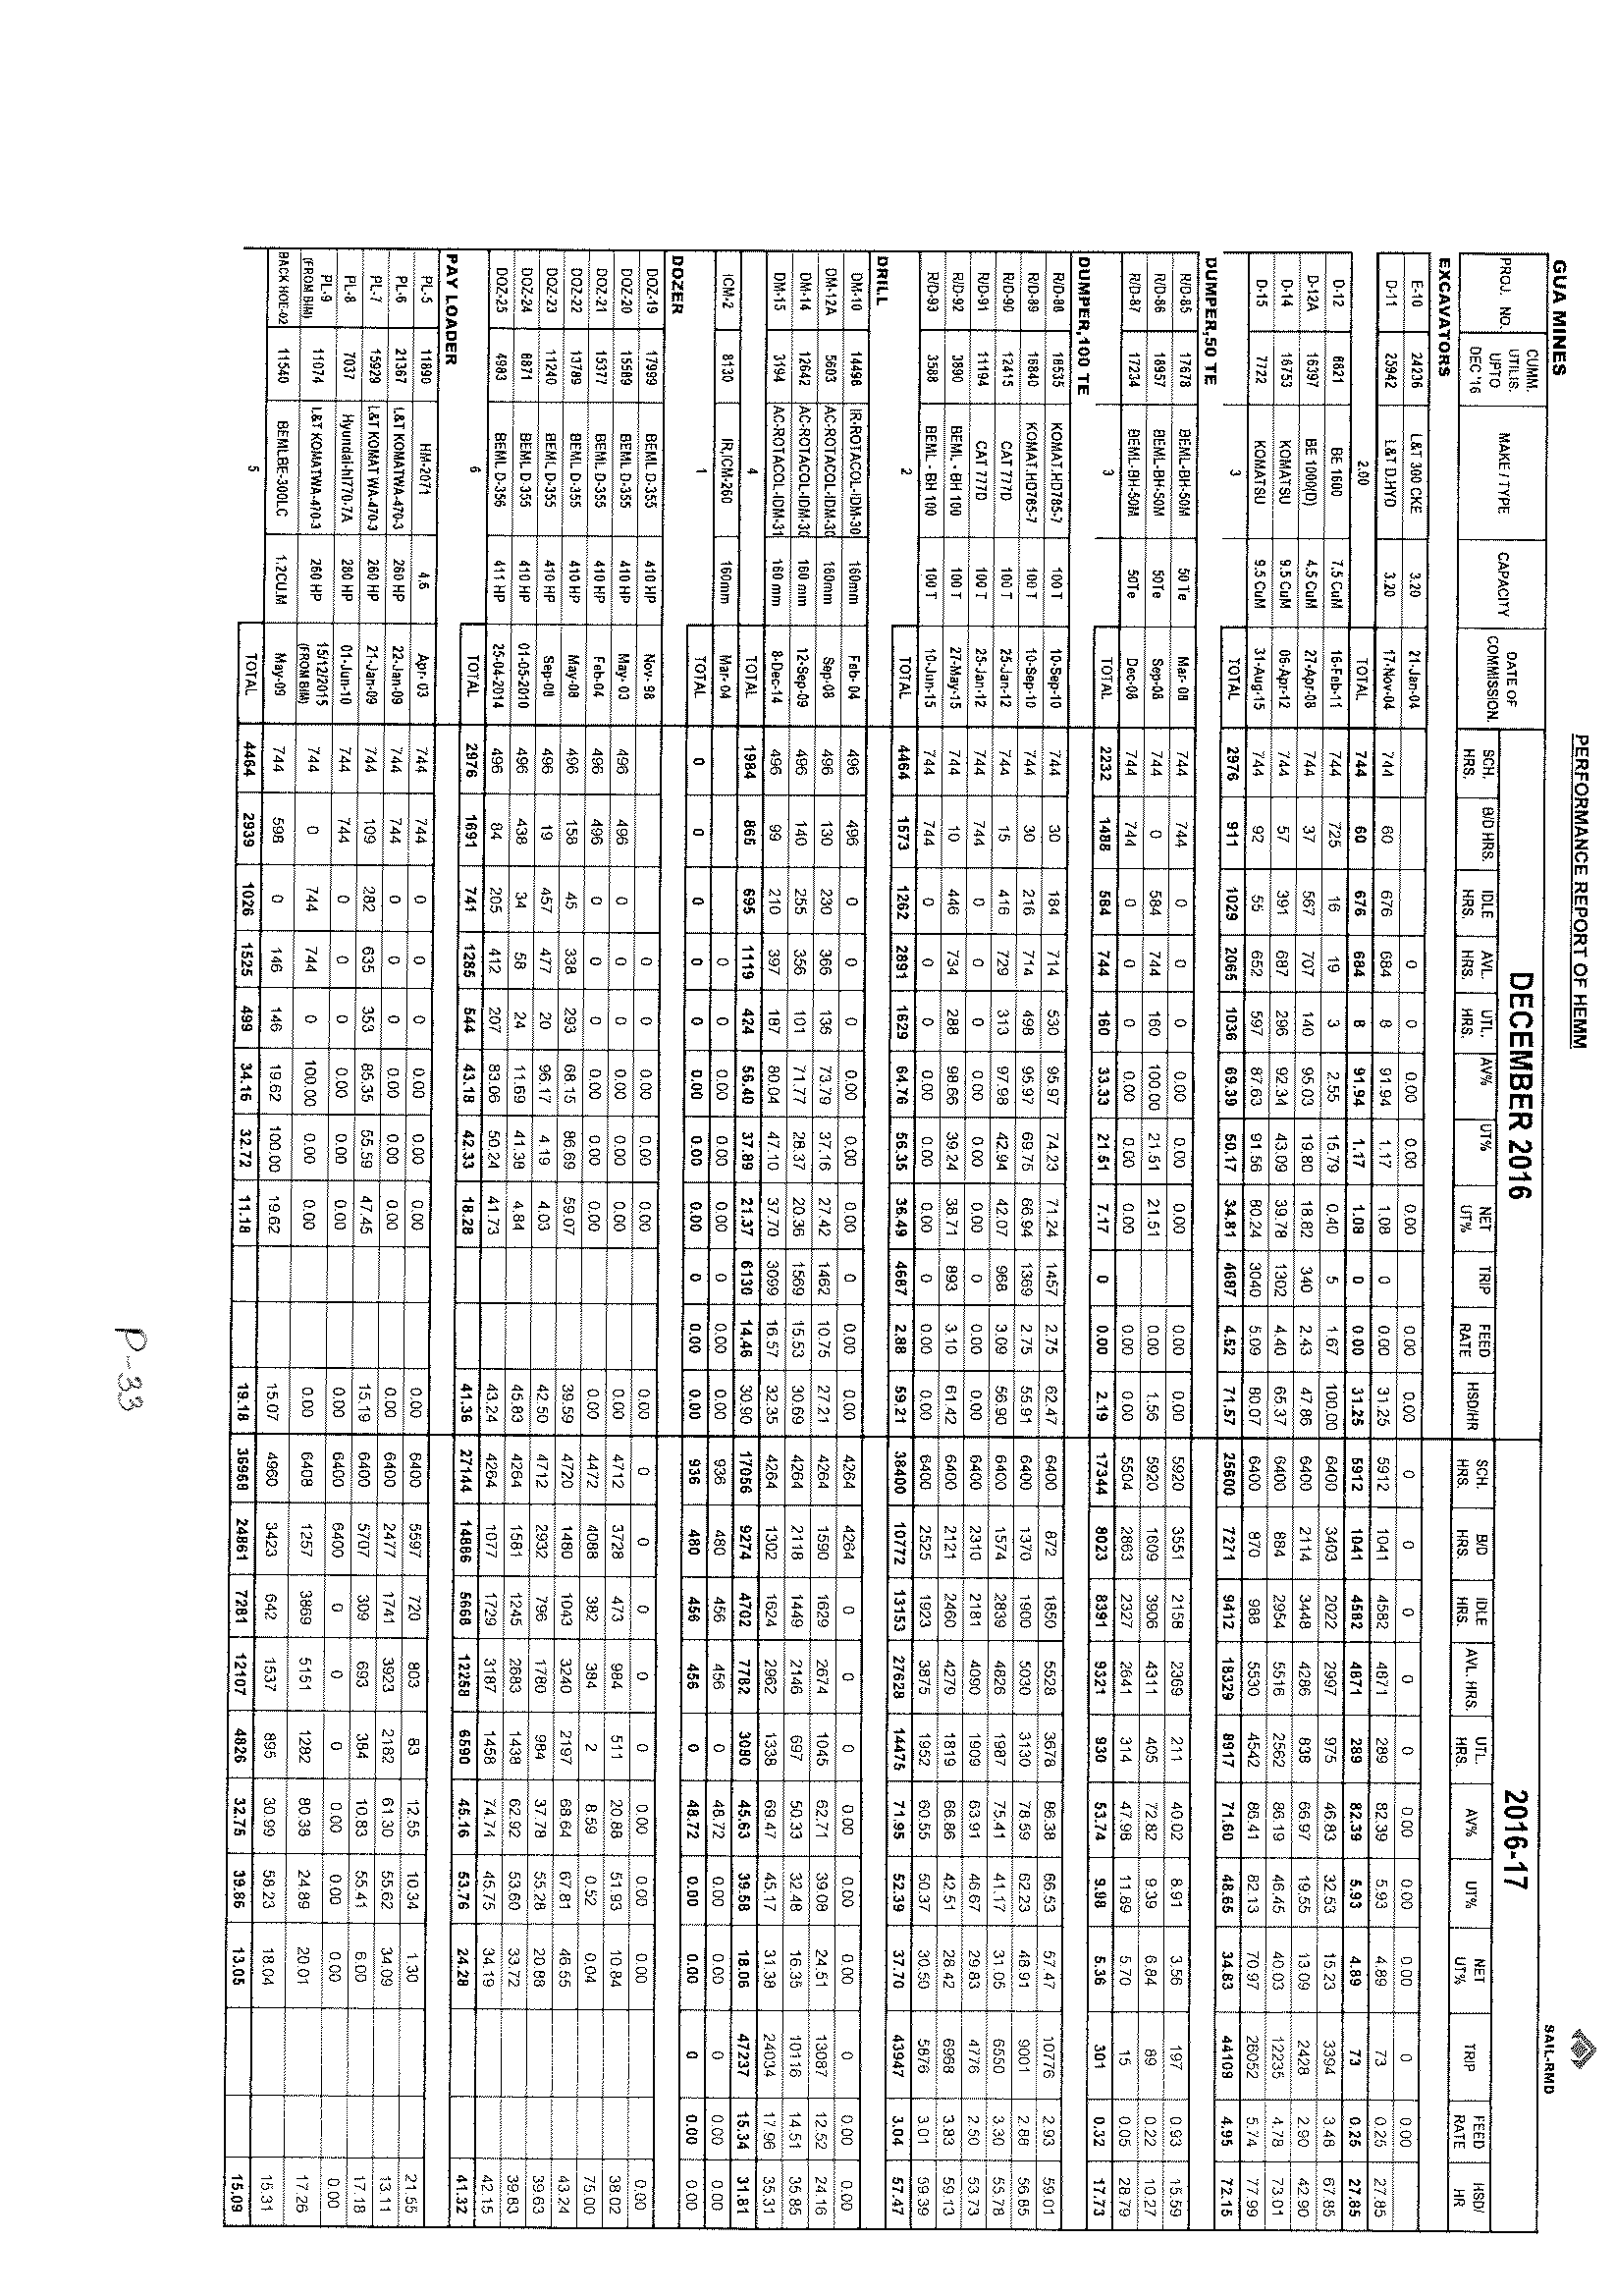 PERFORMANCE REPORT OF HEMM
SAIL-RMD
GUA MINES
DECEMBER 2016 2016-17
PROJ. NO. CUMM. UTILIS. UPTO DEC '16 MAKE / TYPE CAPACITY DATE OF COMMISSION. SCH. HRS. B/D HRS. IDLE HRS. AVL. HRS. UTL. HRS. AV% UT% NET UT% TRIP FEED RATE HSD/HR SCH. HRS. B/D HRS. IDLE HRS. AVL. HRS. UTL. HRS. AV% UT% NET UT% TRIP FEED RATE HSD/ HR
EXCAVATORS
E-10 24236 L&T 300 CKE 3.20 21-Jan-04 0 0 0.00 0.00 0.00 0.00 0.00 0 0 0 0 0 0.00 0.00 0.00 0 0.00
D-11 25942 L&T D.HYD 3.20 17-Nov-04 744 60 676 684 8 91.94 1.17 1.08 0 0.00 31.25 5912 1041 4582 4871 289 82.39 5.93 4.89 73 0.25 27.85
2.00 TOTAL 744 60 676 684 8 91.94 1.17 1.08 0 0.00 31.25 5912 1041 4582 4871 289 82.39 5.93 4.89 73 0.25 27.85
D-12 8621 BE 1600 7.5 CuM 16-Feb-11 744 725 16 19 3 2.55 15.79 0.40 5 1.67 100.00 6400 3403 2022 2997 975 46.83 32.53 15.23 3394 3.48 67.85
D-12A 16397 BE 1000(D) 4.5 CuM 27-Apr-08 744 37 567 707 140 95.03 19.80 18.82 340 2.43 47.86 6400 2114 3448 4286 838 66.97 19.55 13.09 2428 2.90 42.90
D-14 16753 KOMATSU 9.5 CuM 06-Apr-12 744 57 391 687 296 92.34 43.09 39.78 1302 4.40 65.37 6400 884 2954 5516 2562 86.19 46.45 40.03 12235 4.78 73.01
D-15 7722 KOMATSU 9.5 CuM 31-Aug-15 744 92 55 652 597 87.63 91.56 80.24 3040 5.09 80.07 6400 870 988 5530 4542 86.41 82.13 70.97 26052 5.74 77.99
3 TOTAL 2976 911 1029 2065 1036 69.39 50.17 34.81 4687 4.52 71.57 25600 7271 9412 18329 8917 71.60 48.65 34.83 44109 4.95 72.15
DUMPER,50 TE
R/D-85 17678 BEML-BH-50M 50 Te Mar- 08 744 744 0 0 0 0.00 0.00 0.00 0.00 0.00 5920 3551 2158 2369 211 40.02 8.91 3.56 197 0.93 15.59
R/D-86 18957 BEML-BH-50M 50Te Sep-08 744 0 584 744 160 100.00 21.51 21.51 0.00 1.56 5920 1609 3906 4311 405 72.82 9.39 6.84 89 0.22 10.27
R/D-87 17234 BEML-BH-50M 50Te Dec-08 744 744 0 0 0 0.00 0.00 0.00 0.00 0.00 5504 2863 2327 2641 314 47.98 11.89 5.70 15 0.05 28.79
3 TOTAL 2232 1488 584 744 160 33.33 21.51 7.17 0 0.00 2.19 17344 8023 8391 9321 930 53.74 9.98 5.36 301 0.32 17.73
DUMPER,100 TE
R/D-88 18535 KOMAT.HD785-7 100 T 10-Sep-10 744 30 184 714 530 95.97 74.23 71.24 1457 2.75 62.47 6400 872 1850 5528 3678 86.38 66.53 57.47 10776 2.93 59.01
R/D-89 16840 KOMAT.HD785-7 100 T 10-Sep-10 744 30 216 714 498 95.97 69.75 66.94 1369 2.75 55.91 6400 1370 1900 5030 3130 78.59 62.23 48.91 9001 2.88 56.85
R/D-90 12415 CAT 777D 100 T 25-Jan-12 744 15 416 729 313 97.98 42.94 42.07 968 3.09 56.90 6400 1574 2839 4826 1987 75.41 41.17 31.05 6550 3.30 55.78
R/D-91 11194 CAT 777D 100 T 25-Jan-12 744 744 0 0 0 0.00 0.00 0.00 0 0.00 0.00 6400 2310 2181 4090 1909 63.91 46.67 29.83 4776 2.50 53.73
R/D-92 3890 BEML - BH 100 100 T 27-May-15 744 10 446 734 288 98.66 39.24 38.71 893 3.10 61.42 6400 2121 2460 4279 1819 66.86 42.51 28.42 6968 3.83 59.13
R/D-93 3588 BEML - BH 100 100 T 10-Jun-15 744 744 0 0 0 0.00 0.00 0.00 0 0.00 0.00 6400 2525 1923 3875 1952 60.55 50.37 30.50 5876 3.01 59.39
2 TOTAL 4464 1573 1262 2891 1629 64.76 56.35 36.49 4687 2.88 59.21 38400 10772 13153 27628 14475 71.95 52.39 37.70 43947 3.04 57.47
DRILL
DM-10 14498 IR-ROTACOL-IDM-30 160mm Feb-04 496 496 0 0 0 0.00 0.00 0.00 0 0.00 0.00 4264 4264 0 0 0 0.00 0.00 0.00 0 0.00 0.00
DM-12A 5603 AC-ROTACOL-IDM-30 160mm Sep-08 496 130 230 366 136 73.79 37.16 27.42 1462 10.75 27.21 4264 1590 1629 2674 1045 62.71 39.08 24.51 13087 12.52 24.16
DM-14 12642 AC-ROTACOL-IDM-30 160 mm 12-Sep-09 496 140 255 356 101 71.77 28.37 20.36 1569 15.53 30.69 4264 2118 1449 2146 697 50.33 32.48 16.35 10116 14.51 35.85
DM-15 3194 AC-ROTACOL-IDM-31 160 mm 8-Dec-14 496 99 210 397 187 80.04 47.10 37.70 3099 16.57 32.35 4264 1302 1624 2962 1338 69.47 45.17 31.38 24034 17.96 35.31
4 TOTAL 1984 865 695 1119 424 56.40 37.89 21.37 6130 14.46 30.90 17056 9274 4702 7782 3080 45.63 39.58 18.06 47237 15.34 31.81
ICM-2 8130 IR,ICM-260 160mm Mar-04 0 0 0.00 0.00 0.00 0 0.00 0.00 936 480 456 456 0 48.72 0.00 0.00 0 0.00 0.00
1 TOTAL 0 0 0 0 0 0.00 0.00 0.00 0 0.00 0.00 936 480 456 456 0 48.72 0.00 0.00 0 0.00 0.00
DOZER
DOZ-19 17999 BEML D-355 410 HP Nov- 98 0 0 0.00 0.00 0.00 0.00 0 0 0 0 0 0.00 0.00 0.00 0.00
DOZ-20 15589 BEML D-355 410 HP May- 03 496 496 0 0 0 0.00 0.00 0.00 0.00 4712 3728 473 984 511 20.88 51.93 10.84 38.02
DOZ-21 15377 BEML D-355 410 HP Feb-04 496 496 0 0 0 0.00 0.00 0.00 0.00 4472 4088 382 384 2 8.59 0.52 0.04 75.00
DOZ-22 13789 BEML D-355 410 HP May-08 496 158 45 338 293 68.15 86.69 59.07 39.59 4720 1480 1043 3240 2197 68.64 67.81 46.55 43.24
DOZ-23 11240 BEML D-355 410 HP Sep-08 496 19 457 477 20 96.17 4.19 4.03 42.50 4712 2932 796 1780 984 37.78 55.28 20.88 39.63
DOZ-24 8871 BEML D-355 410 HP 01-05-2010 496 438 34 58 24 11.69 41.38 4.84 45.83 4264 1581 1245 2683 1438 62.92 53.60 33.72 39.83
DOZ-25 4983 BEML D-356 411 HP 25-04-2014 496 84 205 412 207 83.06 50.24 41.73 43.24 4264 1077 1729 3187 1458 74.74 45.75 34.19 42.15
6 TOTAL 2976 1691 741 1285 544 43.18 42.33 18.28 41.36 27144 14886 5668 12258 6590 45.16 53.76 24.28 41.32
PAY LOADER
PL-5 11890 HM-2071 4.5 Apr- 03 744 744 0 0 0 0.00 0.00 0.00 0.00 6400 5597 720 803 83 12.55 10.34 1.30 21.55
PL-6 21367 L&T KOMATWA-470-3 260 HP 22-Jan-09 744 744 0 0 0 0.00 0.00 0.00 0.00 6400 2477 1741 3923 2182 61.30 55.62 34.09 13.11
PL-7 15929 L&T KOMAT WA-470-3 260 HP 21-Jan-09 744 109 282 635 353 85.35 55.59 47.45 15.19 6400 5707 309 693 384 10.83 55.41 6.00 17.18
PL-8 7037 Hyundai-hl770-7A 280 HP 01-Jun-10 744 744 0 0 0 0.00 0.00 0.00 0.00 6400 6400 0 0 0 0.00 0.00 0.00 0.00
PL-9 (FROM BIM) 11074 L&T KOMATWA-470-3 260 HP 15/12/2015 (FROM BIM) 744 0 744 744 0 100.00 0.00 0.00 0.00 6408 1257 3869 5151 1282 80.38 24.89 20.01 17.26
BACK HOE-02 11540 BEMLBE-300LC 1.2CU.M May-09 744 598 0 146 146 19.62 100.00 19.62 15.07 4960 3423 642 1537 895 30.99 58.23 18.04 15.31
5 TOTAL 4464 2939 1026 1525 499 34.16 32.72 11.18 19.18 36968 24861 7281 12107 4826 32.75 39.86 13.05 15.09
P-33